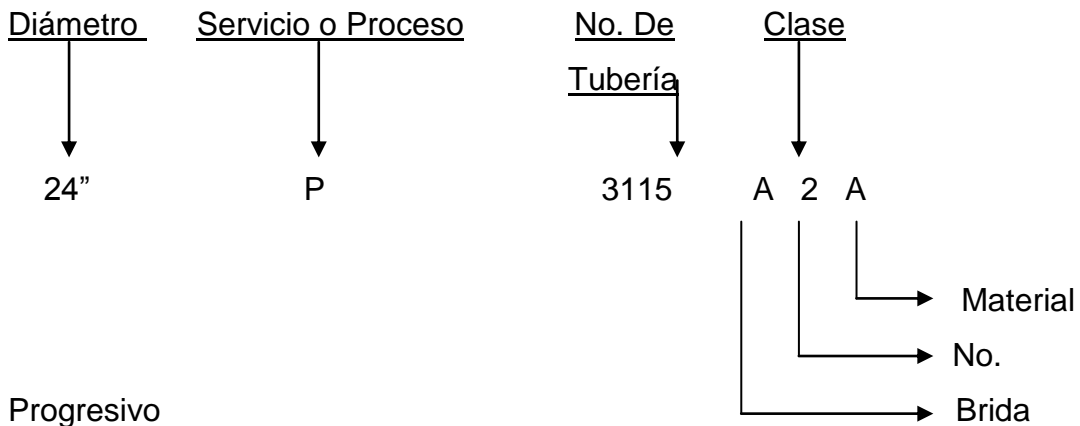 Diámetro Servicio o Proceso No. De Clase
Tubería
24” P 3115 A 2 A
Material
No.
Progresivo Brida